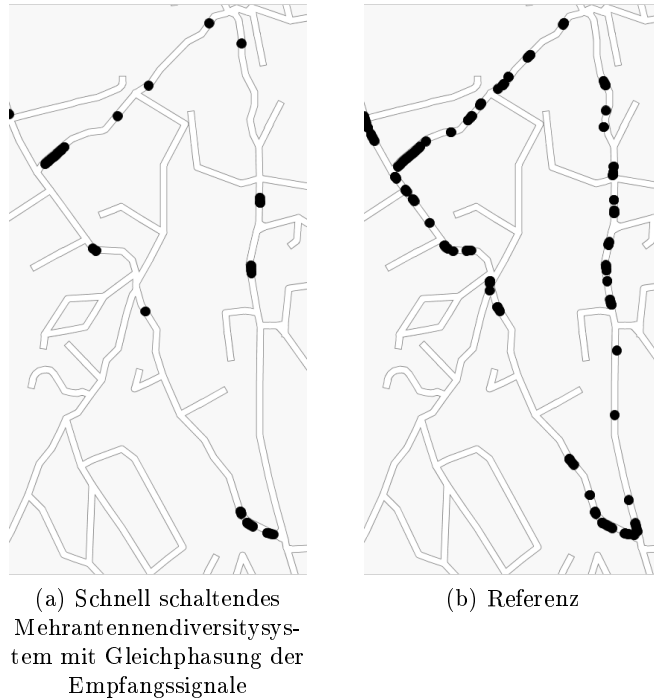 (a) Schnell schaltendes
Mehrantennendiversitysys-
tem mit Gleichphasung der
Empfangssignale
(b) Referenz